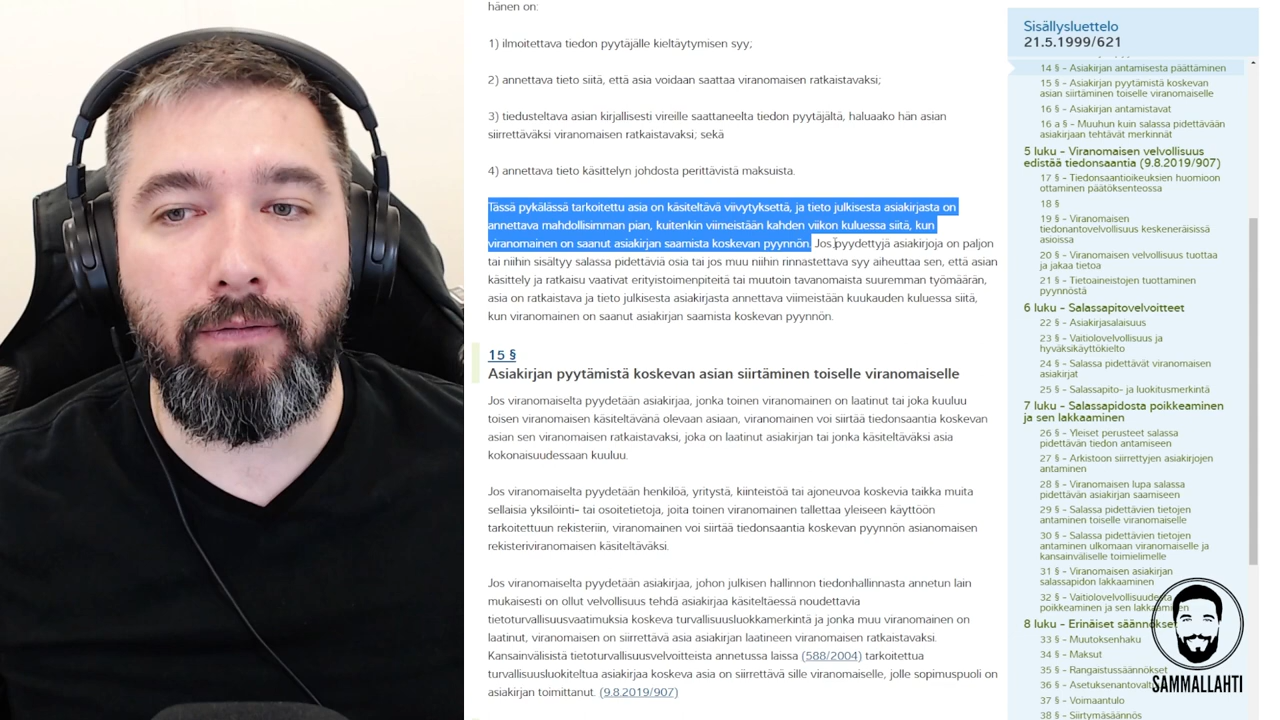 hänen on:
1) ilmoitettava tiedon pyytäjälle kieltäytymisen syy;
2) annettava tieto siitä, että asia voidaan saattaa viranomaisen ratkaistavaksi;
3) tiedusteltava asian kirjallisesti vireille saattaneelta tiedon pyytäjältä, haluaako hän asian
siirrettäväksi viranomaisen ratkaistavaksi; sekä
4) annettava tieto käsittelyn johdosta perittävistä maksuista.
Tässä pykälässä tarkoitettu asia on käsiteltävä viivytyksettä, ja tieto julkisesta asiakirjasta on
annettava mahdollisimman pian, kuitenkin viimeistään kahden viikon kuluessa siitä, kun
viranomainen on saanut asiakirjan saamista koskevan pyynnön. Jos pyydettyjä asiakirjoja on paljon
tai niihin sisältyy salassa pidettäviä osia tai jos muu niihin rinnastettava syy aiheuttaa sen, että asian
käsittely ja ratkaisu vaativat erityistoimenpiteitä tai muutoin tavanomaista suuremman työmäärän,
asia on ratkaistava ja tieto julkisesta asiakirjasta annettava viimeistään kuukauden kuluessa siitä,
kun viranomainen on saanut asiakirjan saamista koskevan pyynnön.
15 §
Asiakirjan pyytämistä koskevan asian siirtäminen toiselle viranomaiselle
Jos viranomaiselta pyydetään asiakirjaa, jonka toinen viranomainen on laatinut tai joka kuuluu
toisen viranomaisen käsiteltävänä olevaan asiaan, viranomainen voi siirtää tiedonsaantia koskevan
asian sen viranomaisen ratkaistavaksi, joka on laatinut asiakirjan tai jonka käsiteltäväksi asia
kokonaisuudessaan kuuluu.
Jos viranomaiselta pyydetään henkilöä, yritystä, kiinteistöä tai ajoneuvoa koskevia taikka muita
sellaisia yksilöinti- tai osoitetietoja, joita toinen viranomainen tallettaa yleiseen käyttöön
tarkoitettuun rekisteriin, viranomainen voi siirtää tiedonsaantia koskevan pyynnön asianomaisen
rekisteriviranomaisen käsiteltäväksi.
Jos viranomaiselta pyydetään asiakirjaa, johon julkisen hallinnon tiedonhallinnasta annetun lain
mukaisesti on ollut velvollisuus tehdä asiakirjaa käsiteltäessä noudettavia
tietoturvallisuusvaatimuksia koskeva turvallisuusluokkamerkintä ja jonka muu viranomainen on
laatinut, viranomaisen on siirrettävä asia asiakirjan laatineen viranomaisen ratkaistavaksi.
Kansainvälisistä tietoturvallisuusvelvoitteista annetussa laissa (588/2004) tarkoitettua
turvallisuusluokiteltua asiakirjaa koskeva asia on siirrettävä sille viranomaiselle, jolle sopimuspuoli on
asiakirjan toimittanut. (9.8.2019/907)
Sisällysluettelo
21.5.1999/621
14 § – Asiakirjan antamisesta päättäminen
15 § – Asiakirjan pyytämistä koskevan
asian siirtäminen toiselle viranomaiselle
16 § – Asiakirjan antamistavat
16 a § – Muuhun kuin salassa pidettävään
asiakirjaan tehtävät merkinnät
5 luku – Viranomaisen velvollisuus
edistää tiedonsaantia (9.8.2019/907)
17 § – Tiedonsaantioikeuksien huomioon
ottaminen päätöksenteossa
18 §
19 § – Viranomaisen
tiedonantovelvollisuus keskeneräisissä
asioissa
20 § – Viranomaisen velvollisuus tuottaa
ja jakaa tietoa
21 § – Tietoaineistojen tuottaminen
pyynnöstä
6 luku – Salassapitovelvoitteet
22 § – Asiakirjasalaisuus
23 § – Vaitiolovelvollisuus ja
hyväksikäyttökielto
24 § – Salassa pidettävät viranomaisen
asiakirjat
25 § – Salassapito- ja luokitusmerkintä
7 luku – Salassapidosta poikkeaminen
ja sen lakkaaminen
26 § – Yleiset perusteet salassa
pidettävän tiedon antamiseen
27 § – Arkistoon siirrettyjen asiakirjojen
antaminen
28 § – Viranomaisen lupa salassa
pidettävän asiakirjan saamiseen
29 § – Salassa pidettävien tietojen
antaminen toiselle viranomaiselle
30 § – Salassa pidettävien tietojen
antaminen ulkomaan viranomaiselle ja
kansainväliselle toimielimelle
31 § – Viranomaisen asiakirjan
salassapidon lakkaaminen
32 § – Vaitiolovelvollisuudesta
poikkeaminen ja sen lakkaaminen
8 luku – Erinäiset säännökset
33 § – Muutoksenhaku
34 § – Maksut
35 § – Rangaistussäännökset
36 § – Asetuksenantovalt
37 § – Voimaantulo
38 § – Siirtymäsäännös
SAMMALLAHTI